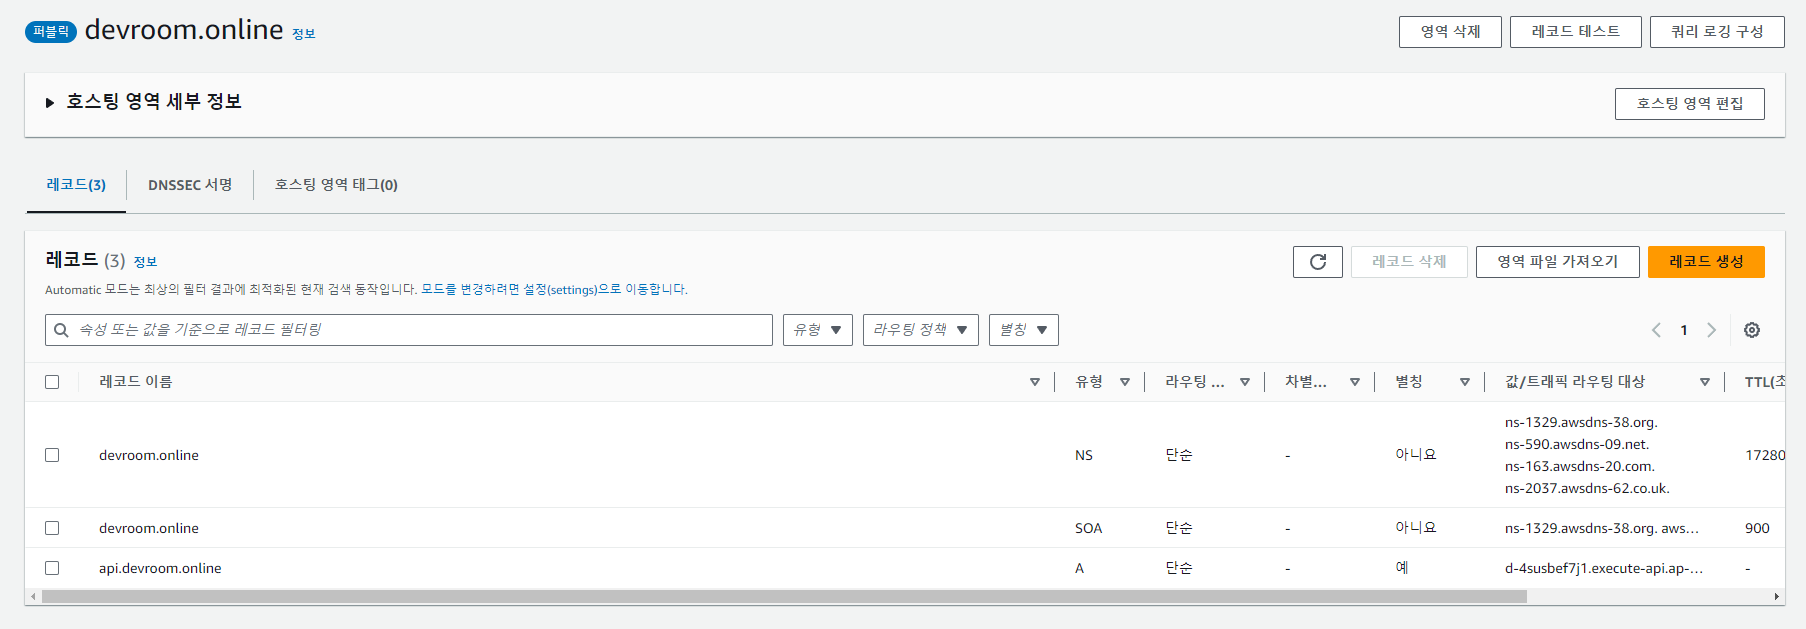 퍼블릭 devroom.online 정보
영역 삭제 레코드 테스트 쿼리 로깅 구성
호스팅 영역 세부 정보 호스팅 영역 편집
레코드(3) DNSSEC 서명 호스팅 영역 태그(0)
레코드 (3) 정보
레코드 삭제 영역 파일 가져오기 레코드 생성
Automatic 모드는 최상의 필터 결과에 최적화된 현재 검색 동작입니다. 모드를 변경하려면 설정(settings)으로 이동합니다.
속성 또는 값을 기준으로 레코드 필터링 유형 라우팅 정책 별칭 1
레코드 이름 유형 라우팅 ... 차별... 별칭 값/트래픽 라우팅 대상 TTL(초
devroom.online NS 단순 - 아니요 ns-1329.awsdns-38.org.
ns-590.awsdns-09.net.
ns-163.awsdns-20.com.
ns-2037.awsdns-62.co.uk.
17280
devroom.online SOA 단순 - 아니요 ns-1329.awsdns-38.org. aws... 900
api.devroom.online A 단순 - 예 d-4susbef7j1.execute-api.ap-... -